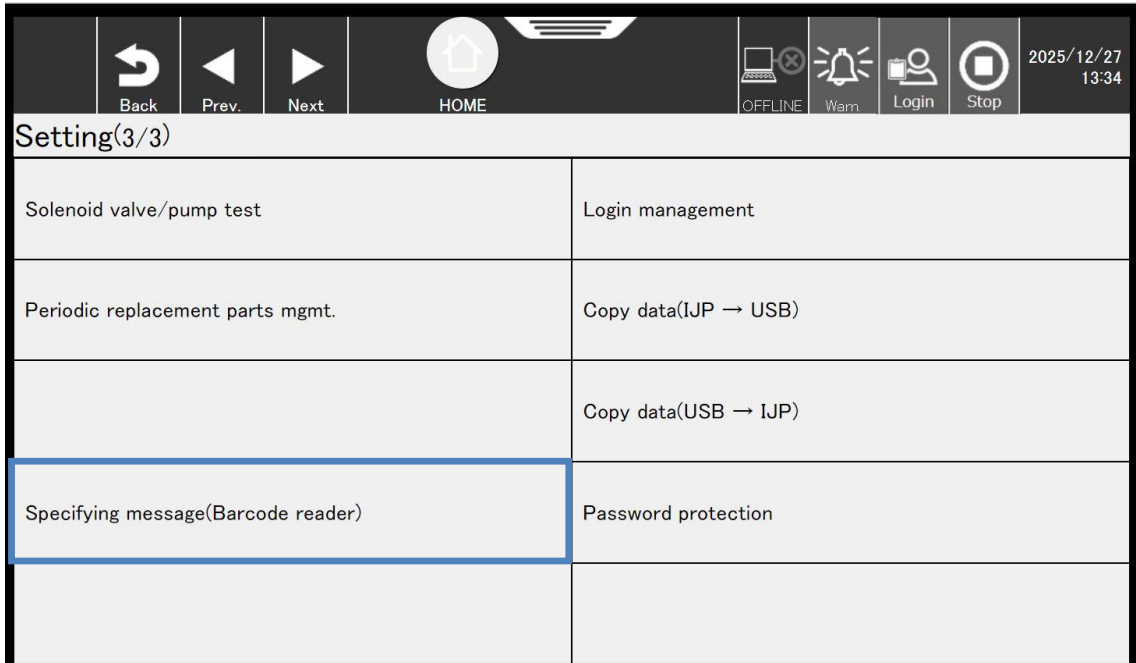 Back
Prev.
Next
HOME
OFFLINE
Warn.
Login
Stop
2025/12/27
13:34
Setting(3/3)
Solenoid valve/pump test
Login management
Periodic replacement parts mgmt.
Copy data(IJP → USB)
Copy data(USB → IJP)
Specifying message(Barcode reader)
Password protection